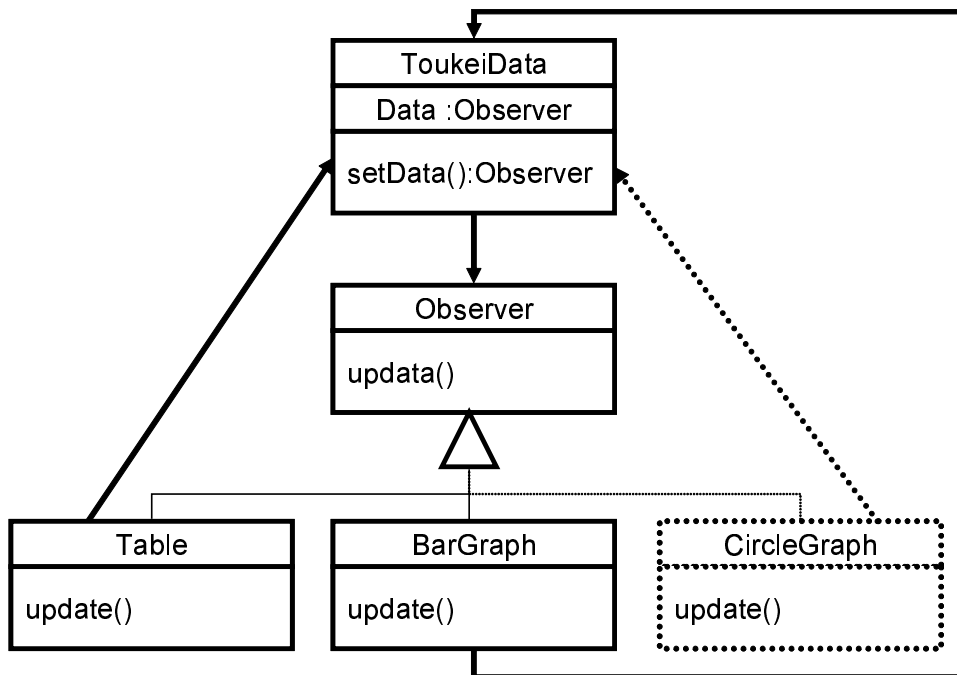 ToukeiData
Data :Observer
setData():Observer
Observer
updata()
Table
BarGraph
CircleGraph
update()
update()
update()